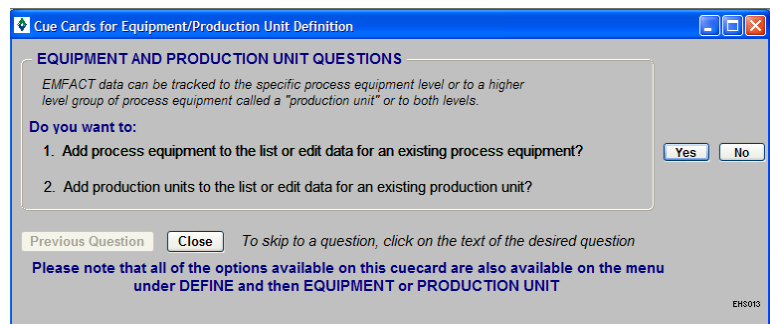 Cue Cards for Equipment/Production Unit Definition
EQUIPMENT AND PRODUCTION UNIT QUESTIONS
EMFACT data can be tracked to the specific process equipment level or to a higher
level group of process equipment called a "production unit" or to both levels.
Do you want to:
1. Add process equipment to the list or edit data for an existing process equipment?
Yes No
2. Add production units to the list or edit data for an existing production unit?
Previous Question Close To skip to a question, click on the text of the desired question
Please note that all of the options available on this cuecard are also available on the menu
under DEFINE and then EQUIPMENT or PRODUCTION UNIT
EHS013